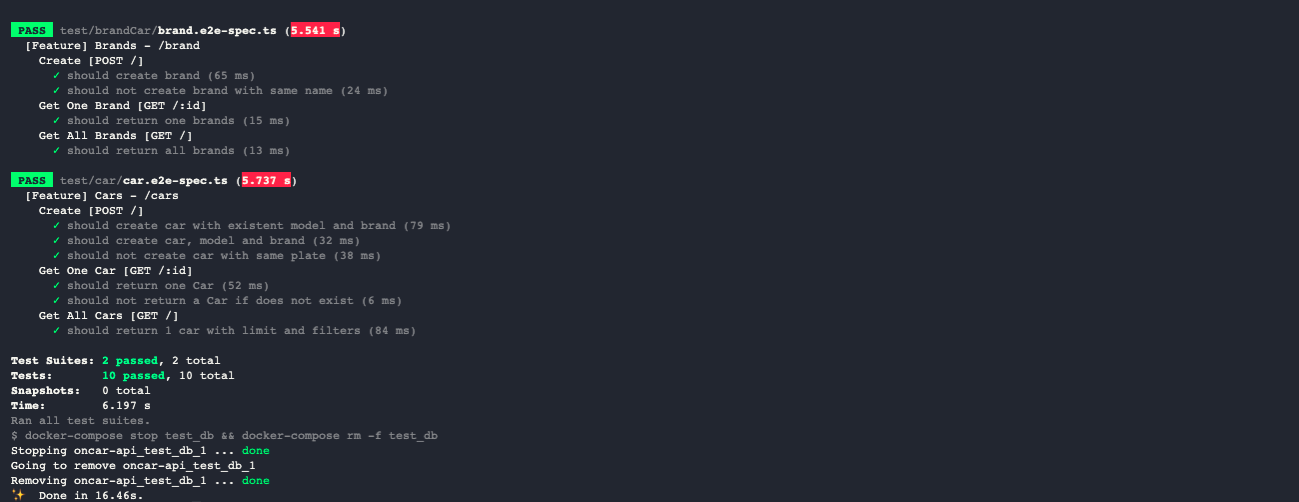 PASS test/brandCar/brand.e2e-spec.ts (5.541 s)
[Feature] Brands - /brand
Create [POST /]
✓ should create brand (65 ms)
✓ should not create brand with same name (24 ms)
Get One Brand [GET /:id]
✓ should return one brands (15 ms)
Get All Brands [GET /]
✓ should return all brands (13 ms)
PASS test/car/car.e2e-spec.ts (5.737 s)
[Feature] Cars - /cars
Create [POST /]
✓ should create car with existent model and brand (79 ms)
✓ should create car, model and brand (32 ms)
✓ should not create car with same plate (38 ms)
Get One Car [GET /:id]
✓ should return one Car (52 ms)
✓ should not return a Car if does not exist (6 ms)
Get All Cars [GET /]
✓ should return 1 car with limit and filters (84 ms)
Test Suites: 2 passed, 2 total
Tests: 10 passed, 10 total
Snapshots: 0 total
Time: 6.197 s
Ran all test suites.
$ docker-compose stop test_db && docker-compose rm -f test_db
Stopping oncar-api_test_db_1 ... done
Going to remove oncar-api_test_db_1
Removing oncar-api_test_db_1 ... done
✨ Done in 16.46s.